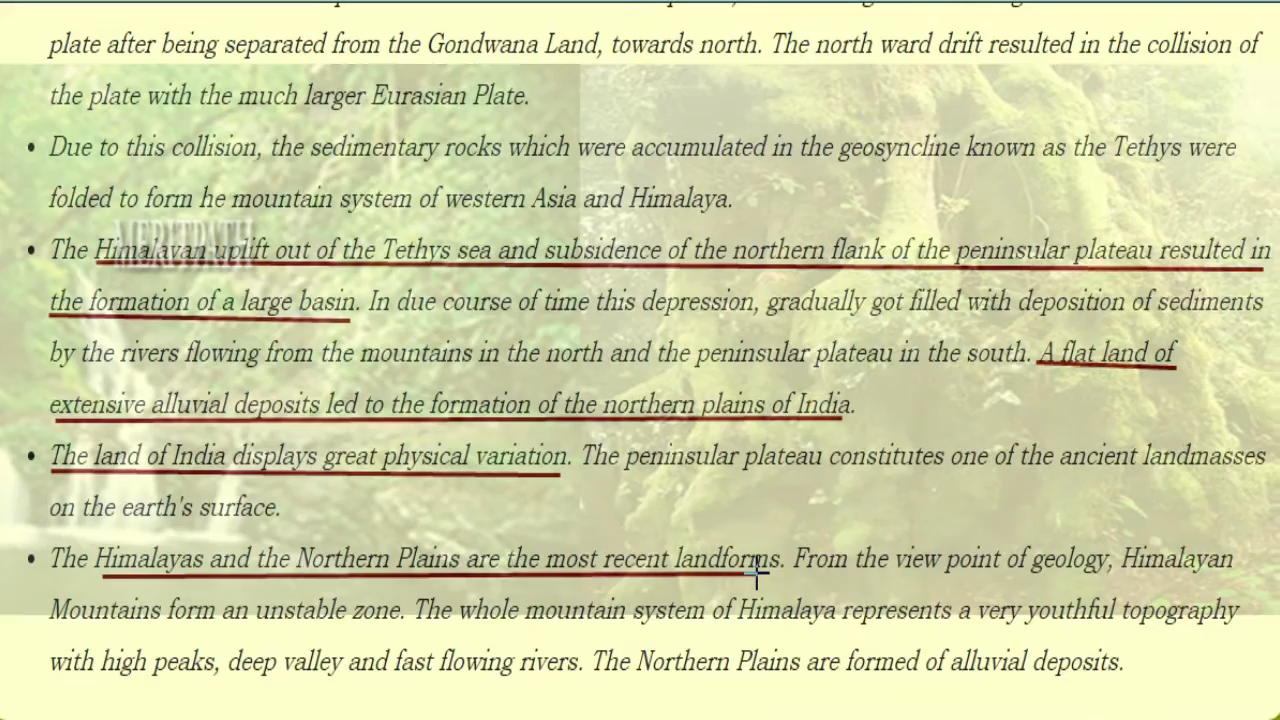 plate after being separated from the Gondwana Land, towards north. The north ward drift resulted in the collision of
the plate with the much larger Eurasian Plate.
• Due to this collision, the sedimentary rocks which were accumulated in the geosyncline known as the Tethys were
folded to form he mountain system of western Asia and Himalaya.
• The Himalayan uplift out of the Tethys sea and subsidence of the northern flank of the peninsular plateau resulted in
the formation of a large basin. In due course of time this depression, gradually got filled with deposition of sediments
by the rivers flowing from the mountains in the north and the peninsular plateau in the south. A flat land of
extensive alluvial deposits led to the formation of the northern plains of India.
• The land of India displays great physical variation. The peninsular plateau constitutes one of the ancient landmasses
on the earth's surface.
• The Himalayas and the Northern Plains are the most recent landforms. From the view point of geology, Himalayan
Mountains form an unstable zone. The whole mountain system of Himalaya represents a very youthful topography
with high peaks, deep valley and fast flowing rivers. The Northern Plains are formed of alluvial deposits.